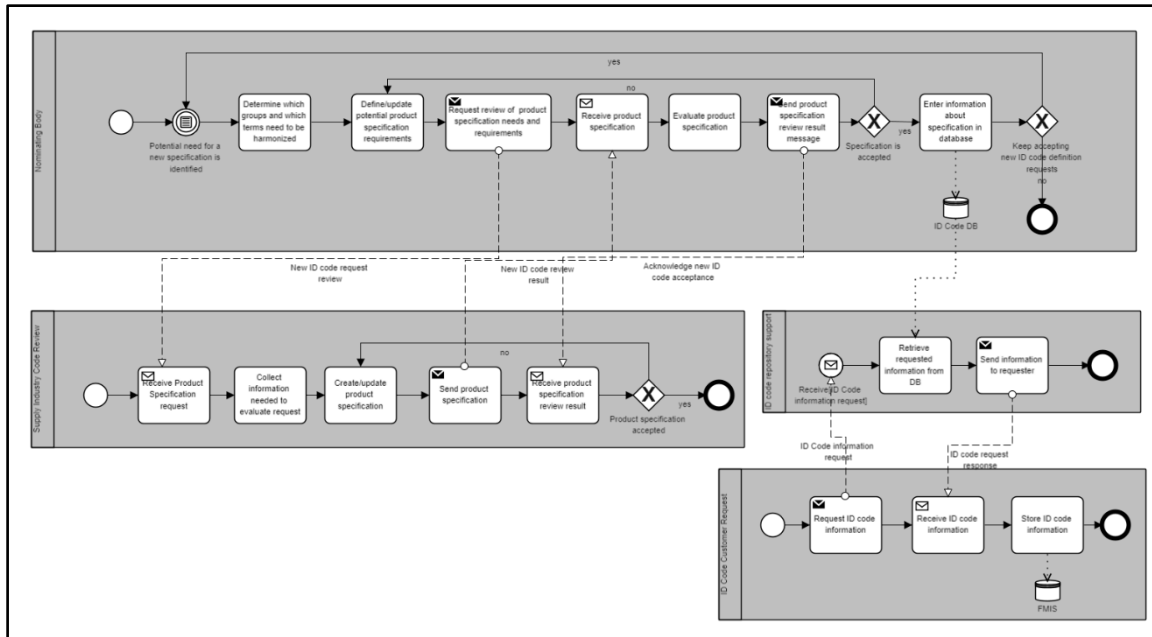 Nominating Body
yes
no
Potential need for a
new specification is
identified
Determine which
groups and which
terms need to be
harmonized
Define/update
potential product
specification
requirements
Request review of product
specification needs and
requirements
Receive product
specification
Evaluate product
specification
Send product
specification
review result
message
Specification is
accepted
yes
Enter information
about
specification in
database
Keep accepting
new ID code definition
requests
no
ID Code DB
New ID code request
review
New ID code review
result
Acknowledge new ID
code acceptance
Supply Industry Code Review
Receive Product
Specification
request
Collect
information
needed to
evaluate request
Create/update
product
specification
Send product
specification
Receive product
specification
review result
no
yes
Product specification
accepted
ID code repository support
Receive ID Code
information request]
Retrieve
requested
information from
DB
Send information
to requester
ID Code information
request
ID code request
response
ID Code Customer Request
Request ID code
information
Receive ID code
information
Store ID code
information
FMIS